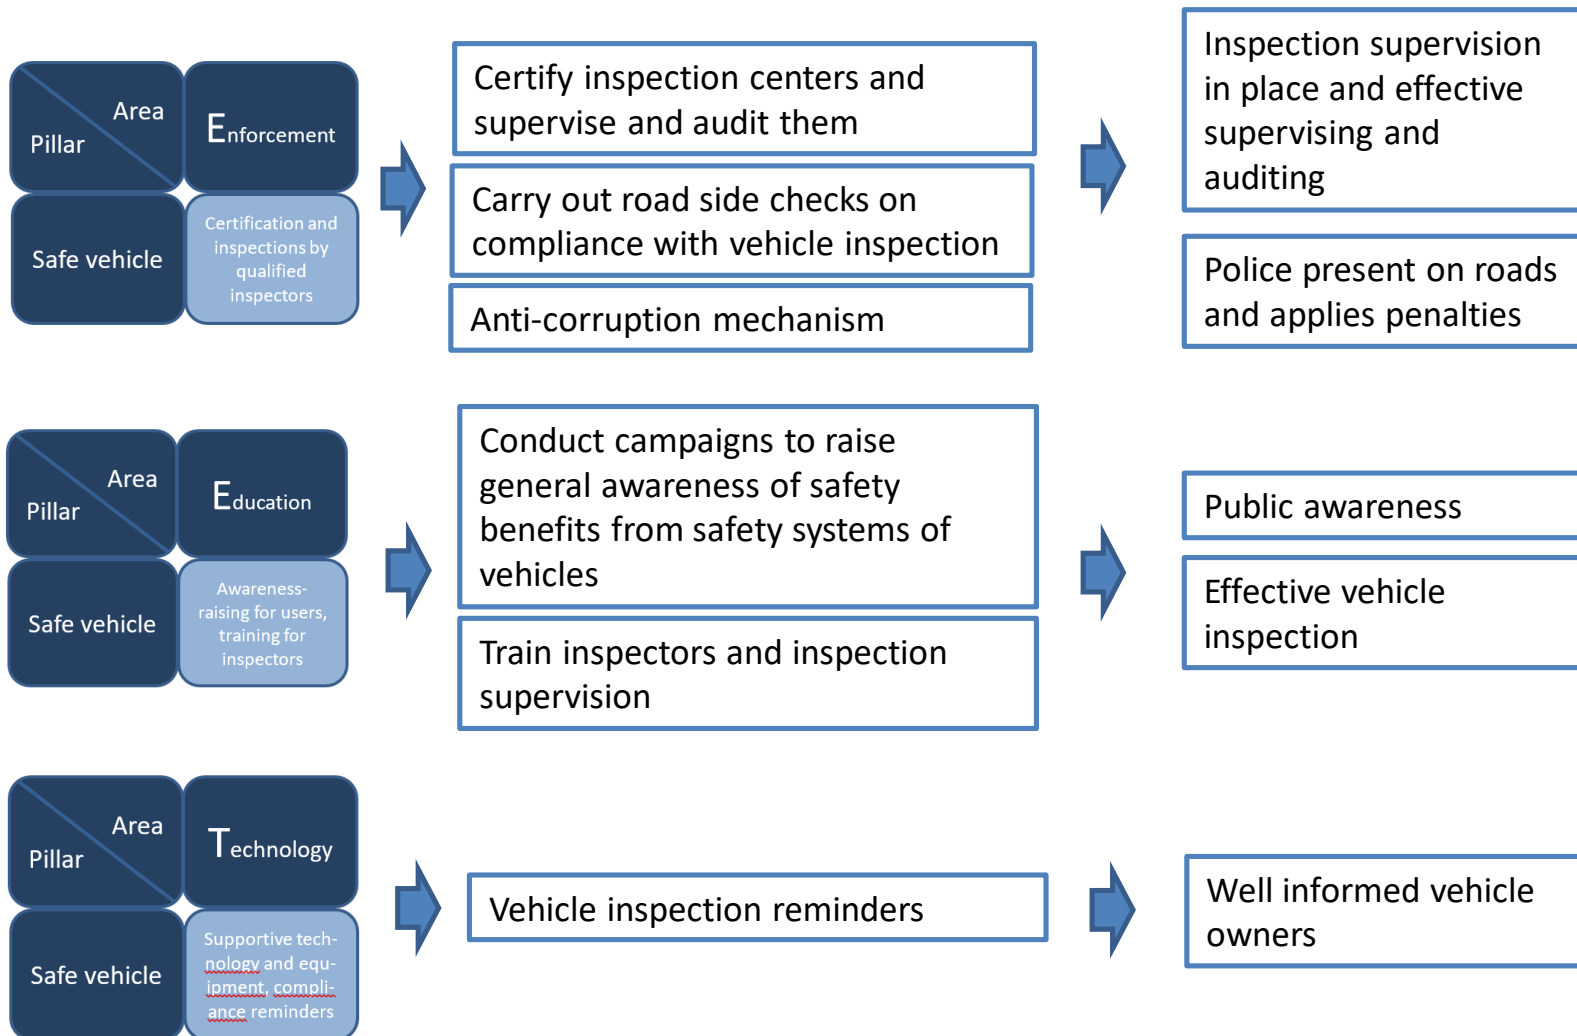 Area
Pillar
Enforcement
Safe vehicle
Certification and
inspections by
qualified
inspectors
Certify inspection centers and
supervise and audit them
Carry out road side checks on
compliance with vehicle inspection
Anti-corruption mechanism
Inspection supervision
in place and effective
supervising and
auditing
Police present on roads
and applies penalties
Area
Pillar
Education
Safe vehicle
Awareness-
raising for users,
training for
inspectors
Conduct campaigns to raise
general awareness of safety
benefits from safety systems of
vehicles
Train inspectors and inspection
supervision
Public awareness
Effective vehicle
inspection
Area
Pillar
Technology
Safe vehicle
Supportive tech-
nology and equ-
ipment, compli-
ance reminders
Vehicle inspection reminders
Well informed vehicle
owners